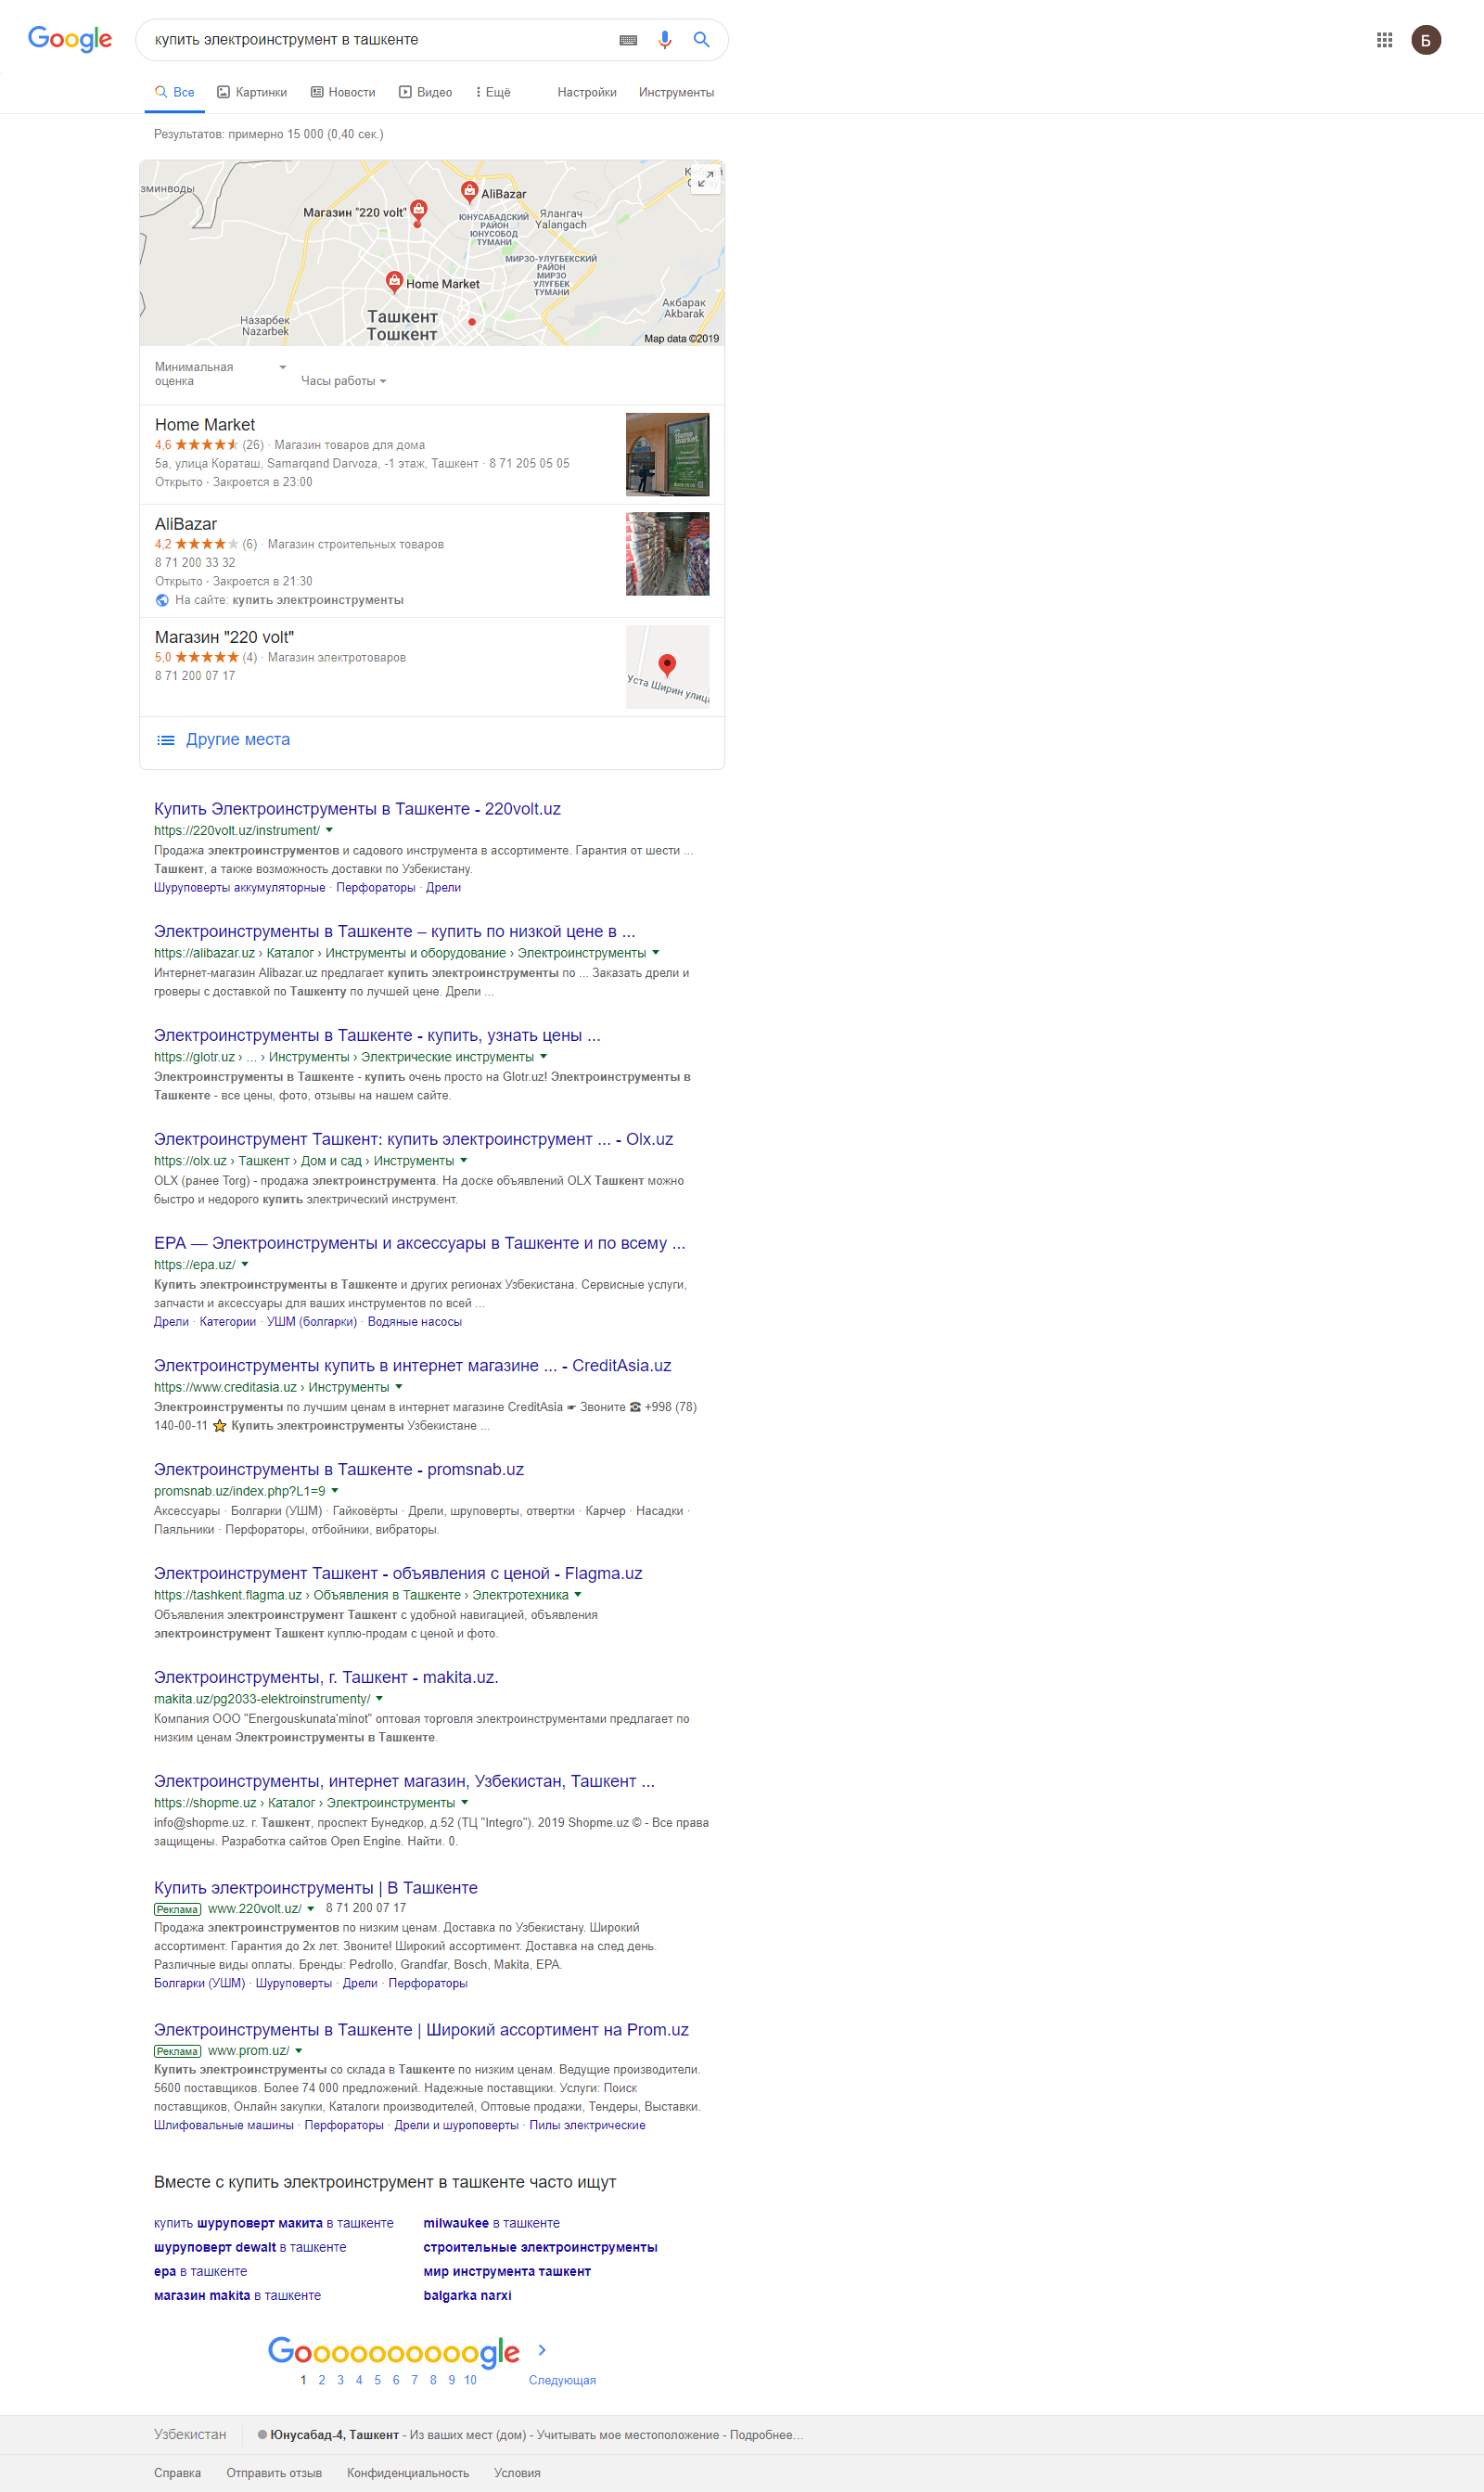 Google
купить электроинструмент в ташкенте
Б
Все Картинки Новости Видео Ещё Настройки Инструменты
Результатов: примерно 15 000 (0,40 сек.)
AliBazar
Магазин "220 volt"
ЮНУСАБАДСКИЙ
РАЙОН
ЮНУСОБОД
ТУМАНИ
Ялангач
Yalangach
МИРЗО-УЛУГБЕКСКИЙ
РАЙОН
МИРЗО
УЛУГБЕК
ТУМАНИ
Home Market
Акбарак
Akbarak
Назарбек
Nazarbek
Ташкент
Тошкент
Map data ©2019
Минимальная
оценка
Часы работы
Home Market
4,6 (26) · Магазин товаров для дома
5а, улица Кораташ, Samarqand Darvoza, -1 этаж, Ташкент · 8 71 205 05 05
Открыто · Закроется в 23:00
Home
market.
AliBazar
4,2 (6) · Магазин строительных товаров
8 71 200 33 32
Открыто · Закроется в 21:30
На сайте: купить электроинструменты
Магазин "220 volt"
5,0 (4) · Магазин электротоваров
8 71 200 07 17
Уста Ширин улица
Другие места
Купить Электроинструменты в Ташкенте - 220volt.uz
https://220volt.uz/instrument/
Продажа электроинструментов и садового инструмента в ассортименте. Гарантия от шести ...
Ташкент, а также возможность доставки по Узбекистану.
Шуруповерты аккумуляторные · Перфораторы · Дрели
Электроинструменты в Ташкенте – купить по низкой цене в ...
https://alibazar.uz › Каталог › Инструменты и оборудование › Электроинструменты
Интернет-магазин Alibazar.uz предлагает купить электроинструменты по ... Заказать дрели и
гроверы с доставкой по Ташкенту по лучшей цене. Дрели ...
Электроинструменты в Ташкенте - купить, узнать цены ...
https://glotr.uz › ... › Инструменты › Электрические инструменты
Электроинструменты в Ташкенте - купить очень просто на Glotr.uz! Электроинструменты в
Ташкенте - все цены, фото, отзывы на нашем сайте.
Электроинструмент Ташкент: купить электроинструмент ... - Olx.uz
https://olx.uz › Ташкент › Дом и сад › Инструменты
OLX (ранее Torg) - продажа электроинструмента. На доске объявлений OLX Ташкент можно
быстро и недорого купить электрический инструмент.
EPA — Электроинструменты и аксессуары в Ташкенте и по всему ...
https://epa.uz/
Купить электроинструменты в Ташкенте и других регионах Узбекистана. Сервисные услуги,
запчасти и аксессуары для ваших инструментов по всей ...
Дрели · Категории · УШМ (болгарки) · Водяные насосы
Электроинструменты купить в интернет магазине ... - CreditAsia.uz
https://www.creditasia.uz › Инструменты
Электроинструменты по лучшим ценам в интернет магазине CreditAsia ☛ Звоните ☎ +998 (78)
140-00-11 ⭐ Купить электроинструменты Узбекистане ...
Электроинструменты в Ташкенте - promsnab.uz
promsnab.uz/index.php?L1=9
Аксессуары · Болгарки (УШМ) · Гайковёрты · Дрели, шруповерты, отвертки · Карчер · Насадки ·
Паяльники · Перфораторы, отбойники, вибраторы.
Электроинструмент Ташкент - объявления с ценой - Flagma.uz
https://tashkent.flagma.uz › Объявления в Ташкенте › Электротехника
Объявления электроинструмент Ташкент с удобной навигацией, объявления
электроинструмент Ташкент куплю-продам с ценой и фото.
Электроинструменты, г. Ташкент - makita.uz.
makita.uz/pg2033-elektroinstrumenty/
Компания ООО "Energouskunata'minot" оптовая торговля электроинструментами предлагает по
низким ценам Электроинструменты в Ташкенте.
Электроинструменты, интернет магазин, Узбекистан, Ташкент ...
https://shopme.uz › Каталог › Электроинструменты
info@shopme.uz. г. Ташкент, проспект Бунедкор, д.52 (ТЦ "Integro"). 2019 Shopme.uz © - Все права
защищены. Разработка сайтов Open Engine. Найти. 0.
Купить электроинструменты | В Ташкенте
Реклама www.220volt.uz/ 8 71 200 07 17
Продажа электроинструментов по низким ценам. Доставка по Узбекистану. Широкий
ассортимент. Гарантия до 2х лет. Звоните! Широкий ассортимент. Доставка на след день.
Различные виды оплаты. Бренды: Pedrollo, Grandfar, Bosch, Makita, EPA.
Болгарки (УШМ) · Шуруповерты · Дрели · Перфораторы
Электроинструменты в Ташкенте | Широкий ассортимент на Prom.uz
Реклама www.prom.uz/
Купить электроинструменты со склада в Ташкенте по низким ценам. Ведущие производители.
5600 поставщиков. Более 74 000 предложений. Надежные поставщики. Услуги: Поиск
поставщиков, Онлайн закупки, Каталоги производителей, Оптовые продажи, Тендеры, Выставки.
Шлифовальные машины · Перфораторы · Дрели и шуроповерты · Пилы электрические
Вместе с купить электроинструмент в ташкенте часто ищут
купить шуруповерт макита в ташкенте
шуруповерт dewalt в ташкенте
epa в ташкенте
магазин makita в ташкенте
milwaukee в ташкенте
строительные электроинструменты
мир инструмента ташкент
balgarka narxi
Goooooooooogle
1 2 3 4 5 6 7 8 9 10 Следующая
Узбекистан Юнусабад-4, Ташкент - Из ваших мест (дом) - Учитывать мое местоположение - Подробнее...
Справка Отправить отзыв Конфиденциальность Условия